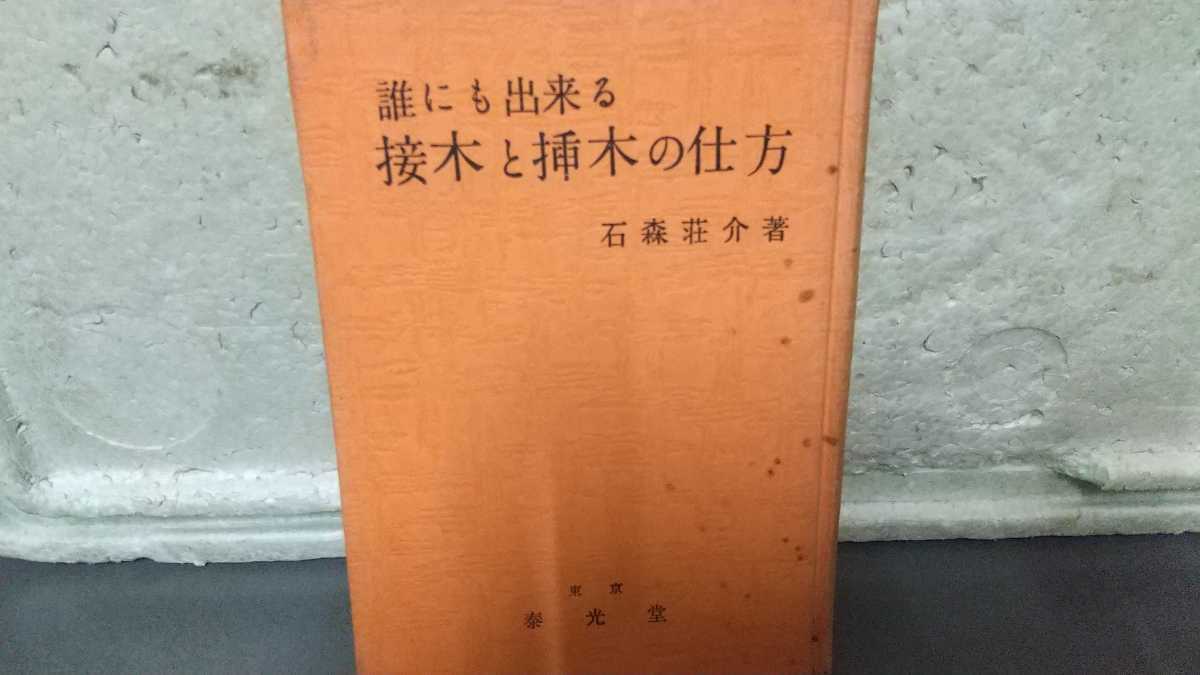 誰にも出来る
接木と挿木の仕方
石森荘介著
東京
泰光堂